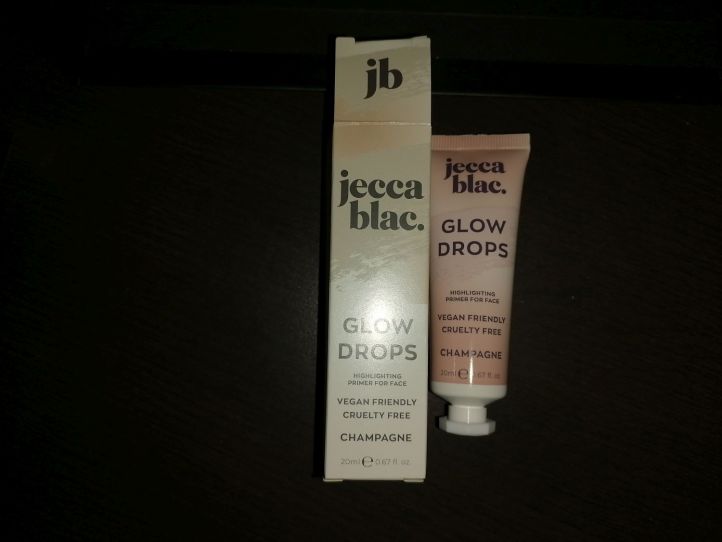 jb
jecca
blac.
GLOW
DROPS
HIGHLIGHTING
PRIMER FOR FACE
VEGAN FRIENDLY
CRUELTY FREE
CHAMPAGNE
20ml ℮ 0.67 fl. oz.
jecca
blac.
GLOW
DROPS
HIGHLIGHTING
PRIMER FOR FACE
VEGAN FRIENDLY
CRUELTY FREE
CHAMPAGNE
20ml ℮ 0.67 fl. oz.